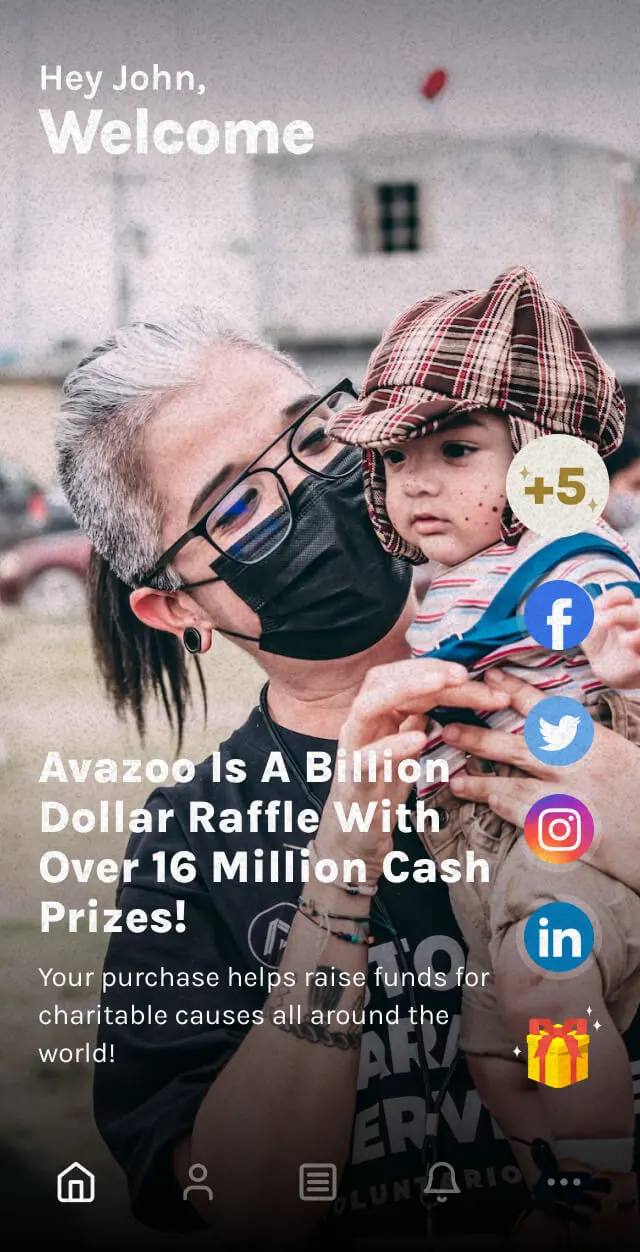 Hey John,
Welcome
+5
Avazoo Is A Billion
Dollar Raffle With
Over 16 Million Cash
Prizes!
in
Your purchase helps raise funds for
charitable causes all around the
world!